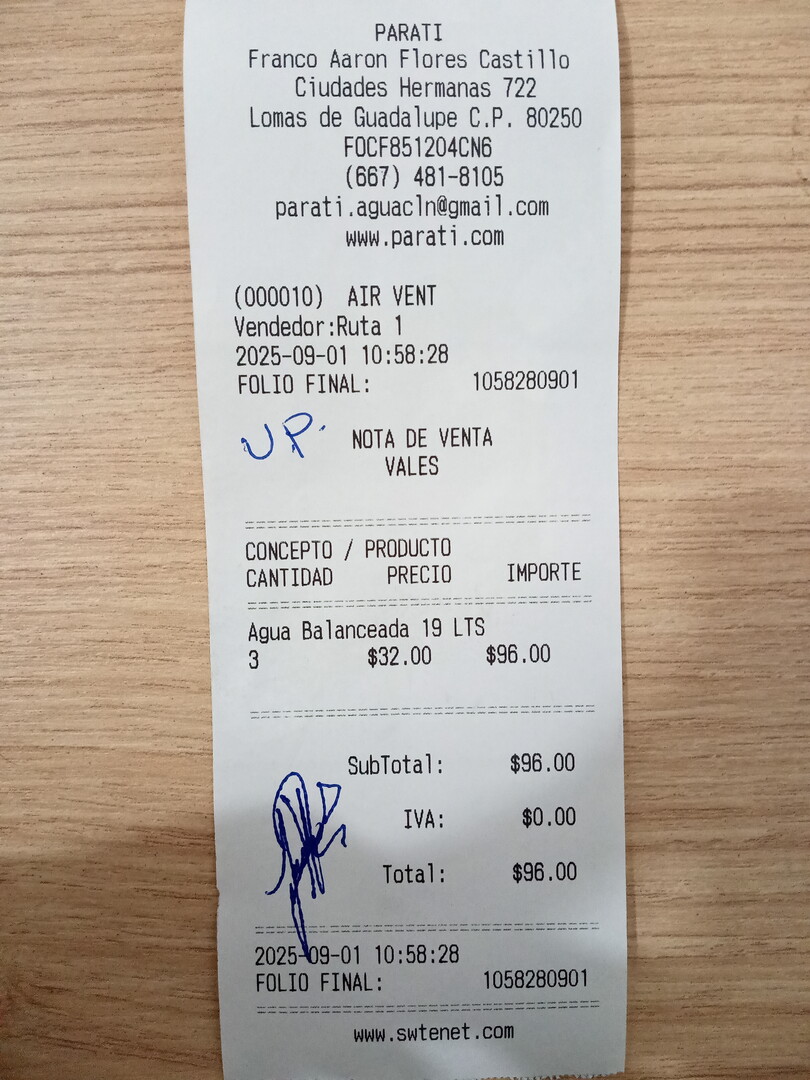 PARATI
Franco Aaron Flores Castillo
Ciudades Hermanas 722
Lomas de Guadalupe C.P. 80250
FOCF851204CN6
(667) 481-8105
parati.aguacln@gmail.com
www.parati.com
(000010) AIR VENT
Vendedor:Ruta 1
2025-09-01 10:58:28
FOLIO FINAL: 1058280901
UP.
NOTA DE VENTA
VALES
CONCEPTO / PRODUCTO
CANTIDAD PRECIO IMPORTE
Agua Balanceada 19 LTS
3 $32.00 $96.00
SubTotal: $96.00
IVA: $0.00
Total: $96.00
2025-09-01 10:58:28
FOLIO FINAL: 1058280901
www.swtenet.com